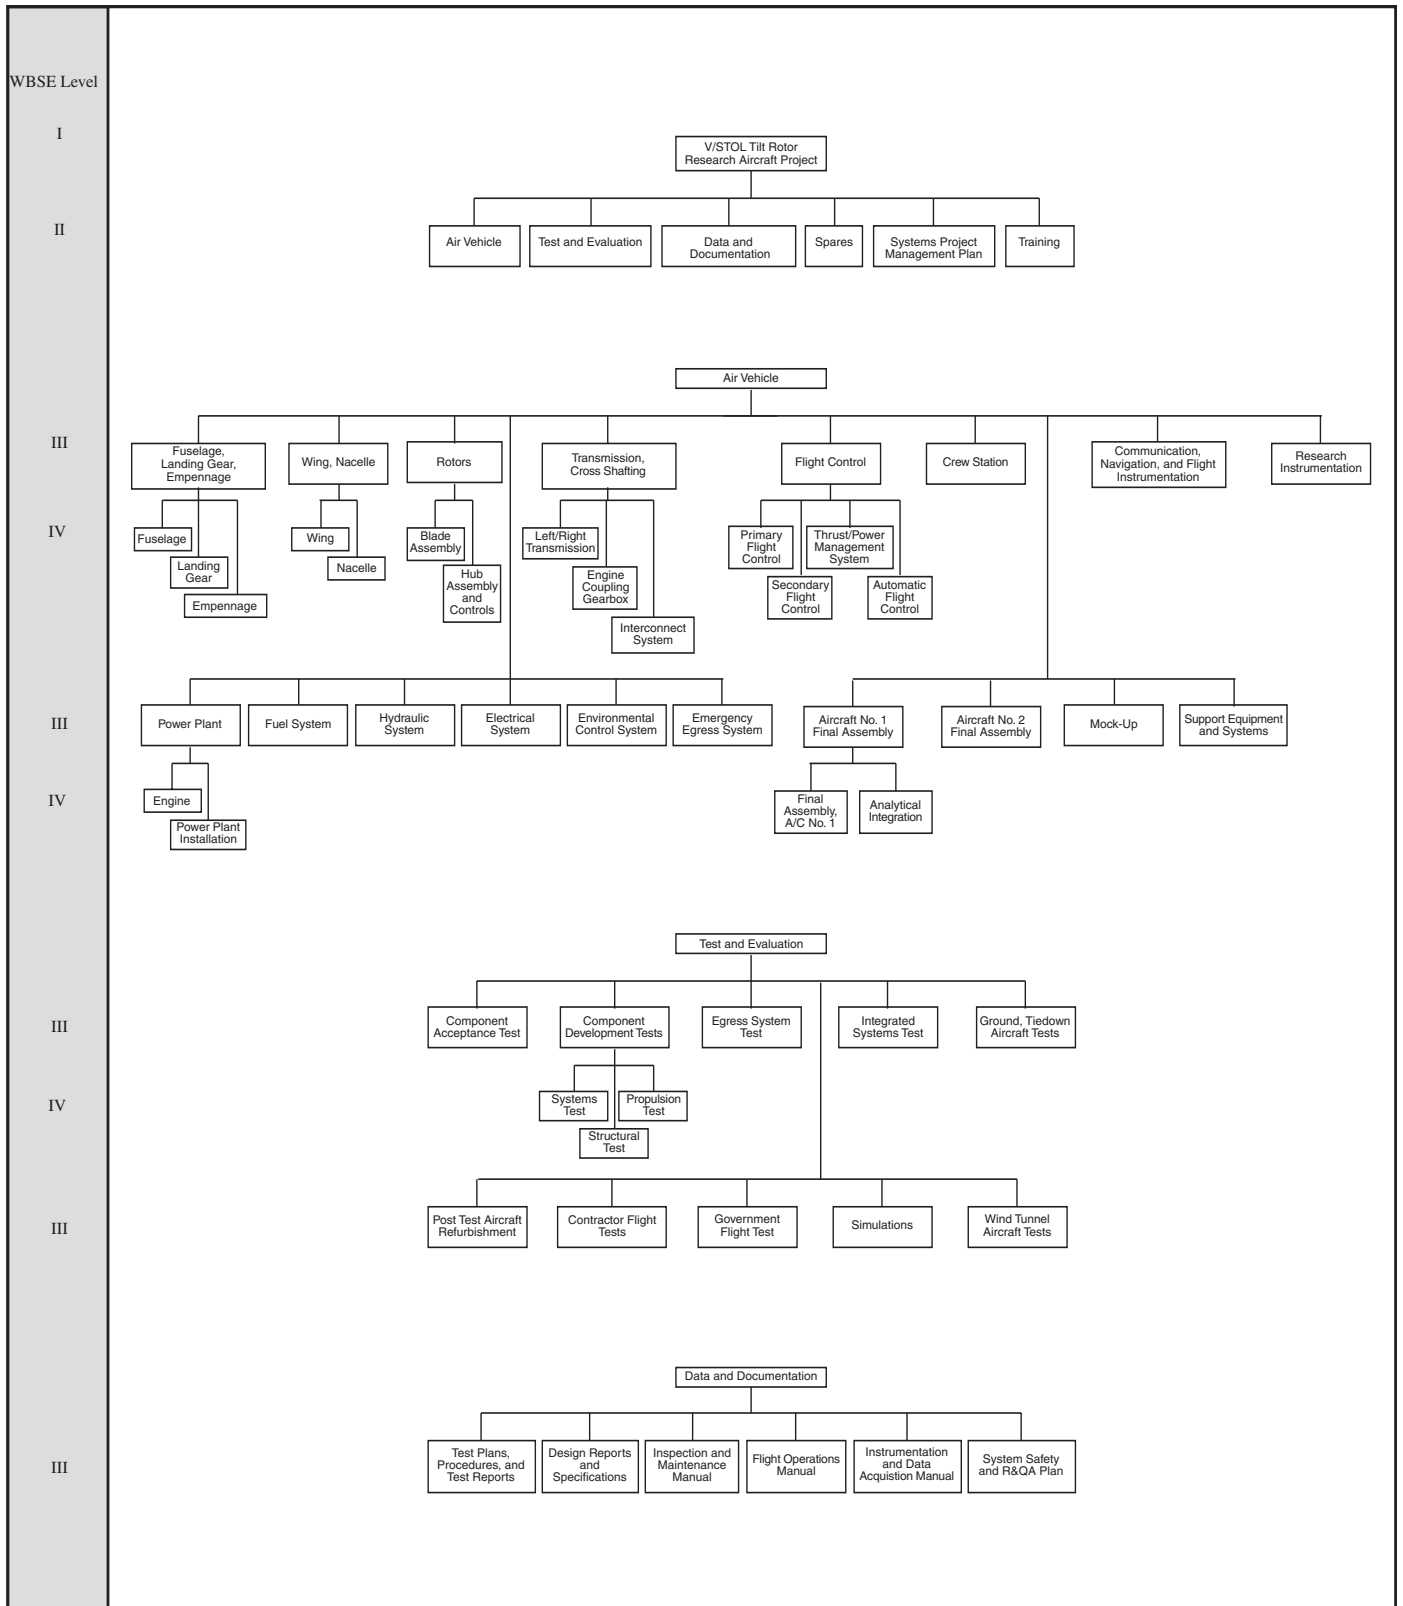 WBSE Level
I
V/STOL Tilt Rotor
Research Aircraft Project
II
Air Vehicle
Test and Evaluation
Data and
Documentation
Spares
Systems Project
Management Plan
Training
Air Vehicle
III
Fuselage,
Landing Gear,
Empennage
Wing, Nacelle
Rotors
Transmission,
Cross Shafting
Flight Control
Crew Station
Communication,
Navigation, and Flight
Instrumentation
Research
Instrumentation
IV
Fuselage
Landing
Gear
Empennage
Wing
Nacelle
Blade
Assembly
Hub
Assembly
and
Controls
Left/Right
Transmission
Engine
Coupling
Gearbox
Interconnect
System
Primary
Flight
Control
Secondary
Flight
Control
Thrust/Power
Management
System
Automatic
Flight
Control
III
Power Plant
Fuel System
Hydraulic
System
Electrical
System
Environmental
Control System
Emergency
Egress System
Aircraft No. 1
Final Assembly
Aircraft No. 2
Final Assembly
Mock-Up
Support Equipment
and Systems
IV
Engine
Power Plant
Installation
Final
Assembly,
A/C No. 1
Analytical
Integration
Test and Evaluation
III
Component
Acceptance Test
Component
Development Tests
Egress System
Test
Integrated
Systems Test
Ground, Tiedown
Aircraft Tests
IV
Systems
Test
Propulsion
Test
Structural
Test
III
Post Test Aircraft
Refurbishment
Contractor Flight
Tests
Government
Flight Test
Simulations
Wind Tunnel
Aircraft Tests
Data and Documentation
III
Test Plans,
Procedures, and
Test Reports
Design Reports
and
Specifications
Inspection and
Maintenance
Manual
Flight Operations
Manual
Instrumentation
and Data
Acquistion Manual
System Safety
and R&QA Plan